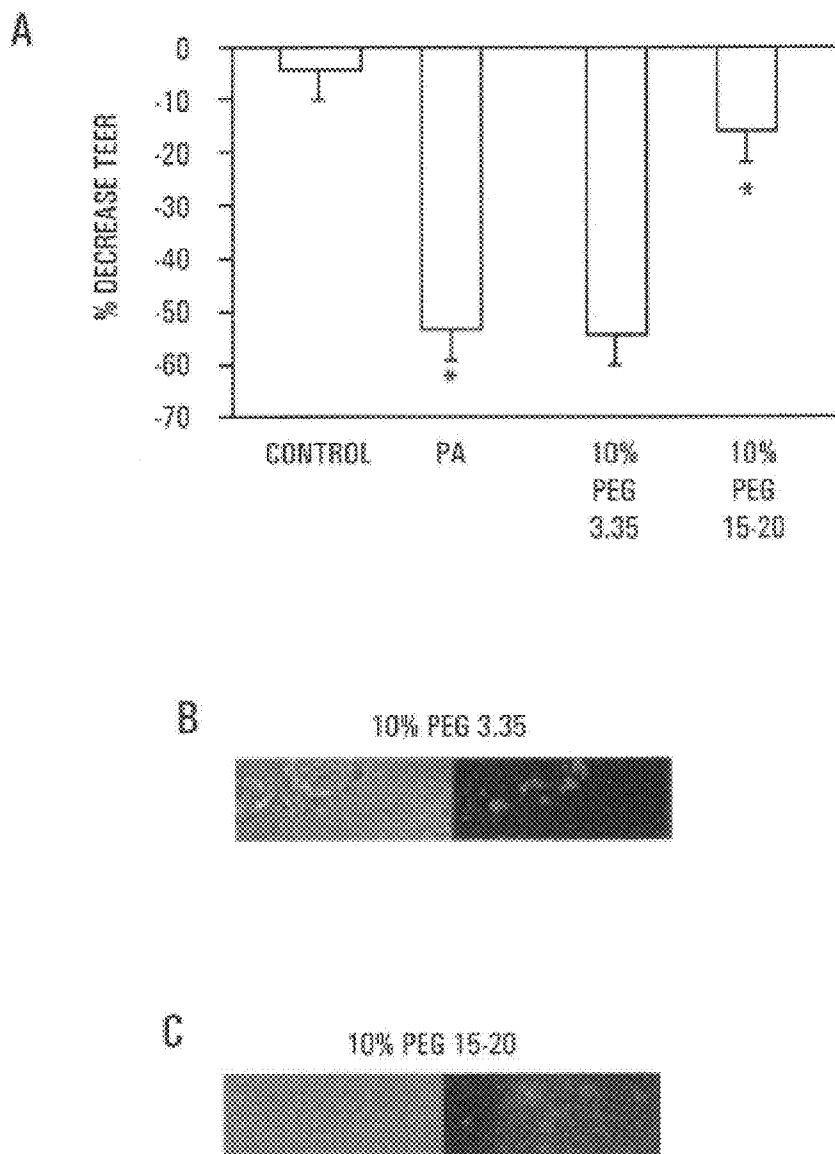 A
% DECREASE TEER
0
-10
-20
-30
-40
-50
-60
-70
*
*
CONTROL
PA
10%
PEG
3.35
10%
PEG
15-20
B
10% PEG 3.35
C
10% PEG 15-20